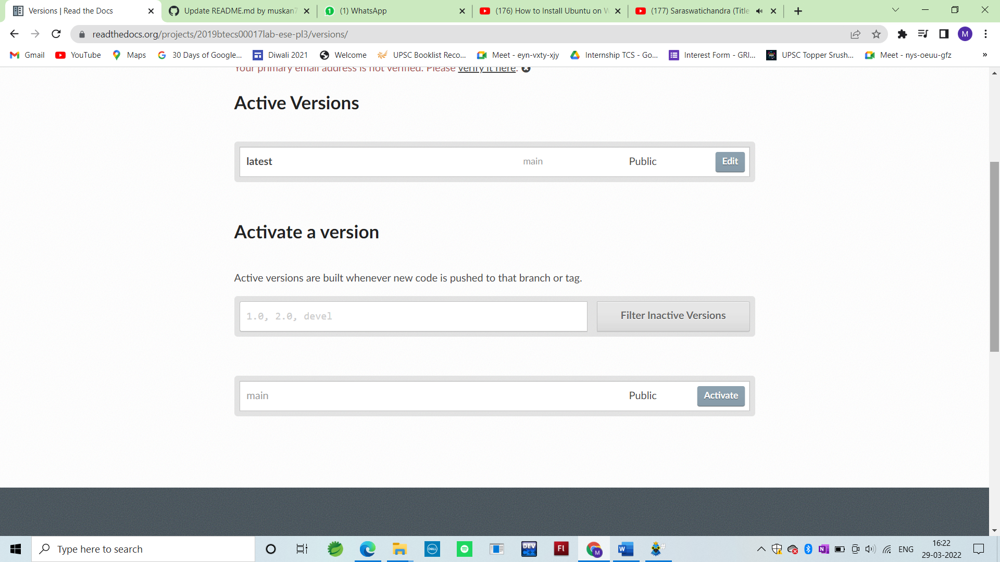 Versions | Read the Docs
Update README.md by muskan7
(1) WhatsApp
(176) How to Install Ubuntu on W
(177) Saraswatichandra (Title
readthedocs.org/projects/2019btecs00017lab-ese-pl3/versions/
M
Gmail
YouTube
Maps
30 Days of Google...
Diwali 2021
Welcome
UPSC Booklist Reco...
Meet - eyn-vxty-xjy
Internship TCS - Go...
Interest Form - GRI...
UPSC Topper Srush...
Meet - nys-oeuu-gfz
»
Your primary email address is not verified. Please verify it here.
Active Versions
latest main Public Edit
Activate a version
Active versions are built whenever new code is pushed to that branch or tag.
1.0, 2.0, devel
Filter Inactive Versions
main Public Activate
Type here to search
DELL
DEV
Fl
M
W
N
ENG
16:22
29-03-2022